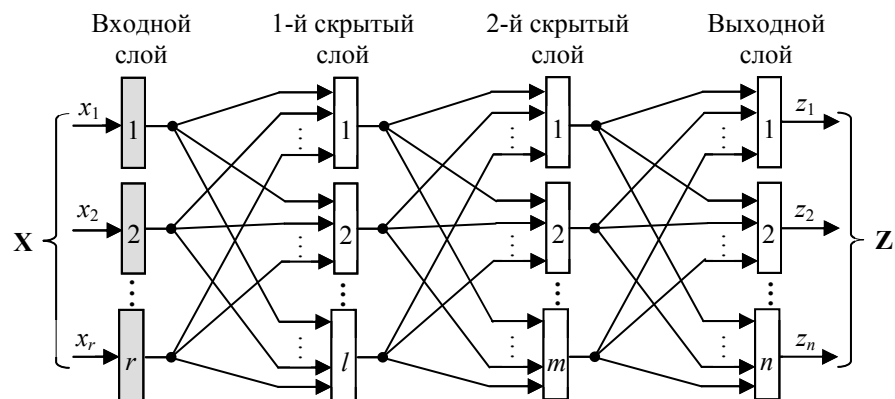 Входной слой
1-й скрытый слой
2-й скрытый слой
Выходной слой
x1 1 1 1 1 z1
x2 2 2 2 2 z2
X Z
xr r l m n zn